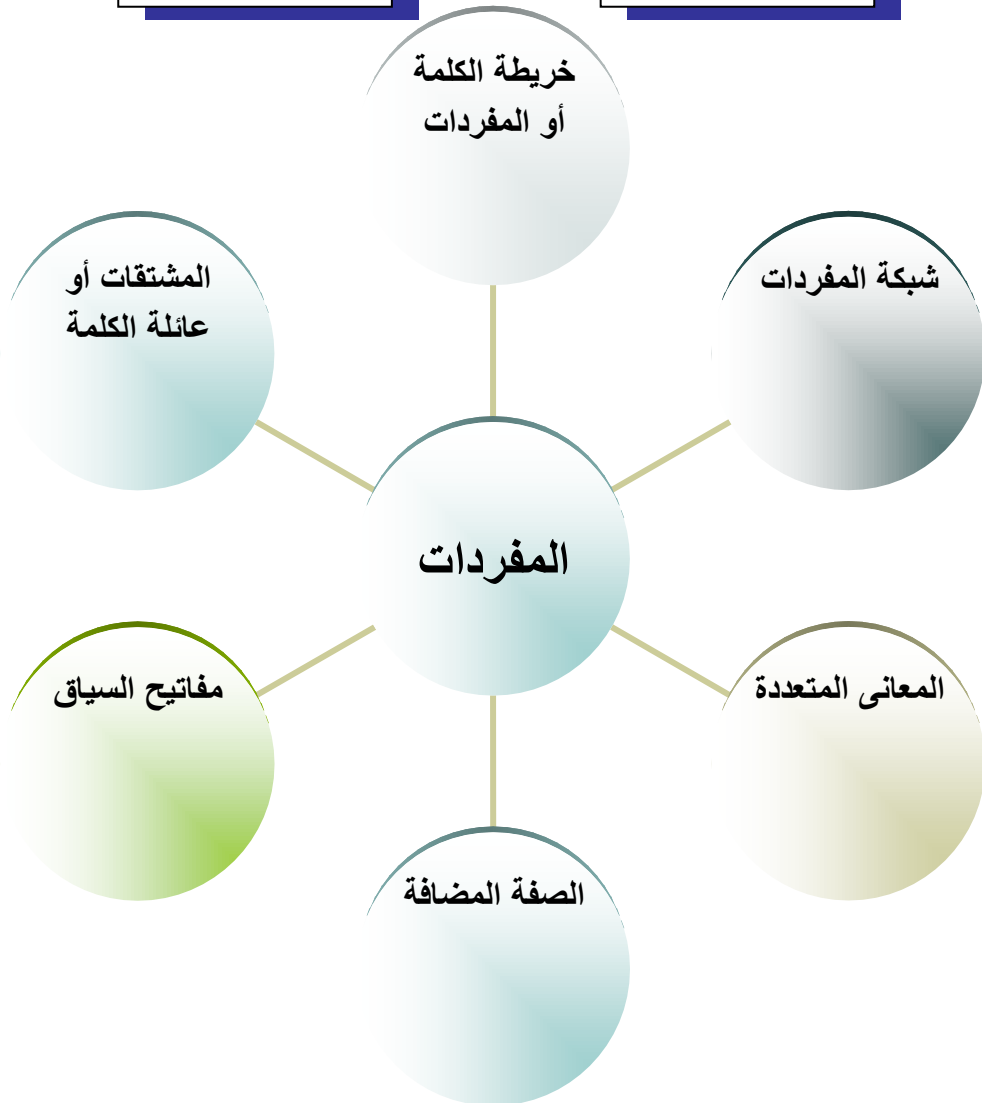 خريطة الكلمة
أو المفردات
شبكة المفردات
المشتقات أو
عائلة الكلمة
المفردات
المعانى المتعددة
مفاتيح السياق
الصفة المضافة